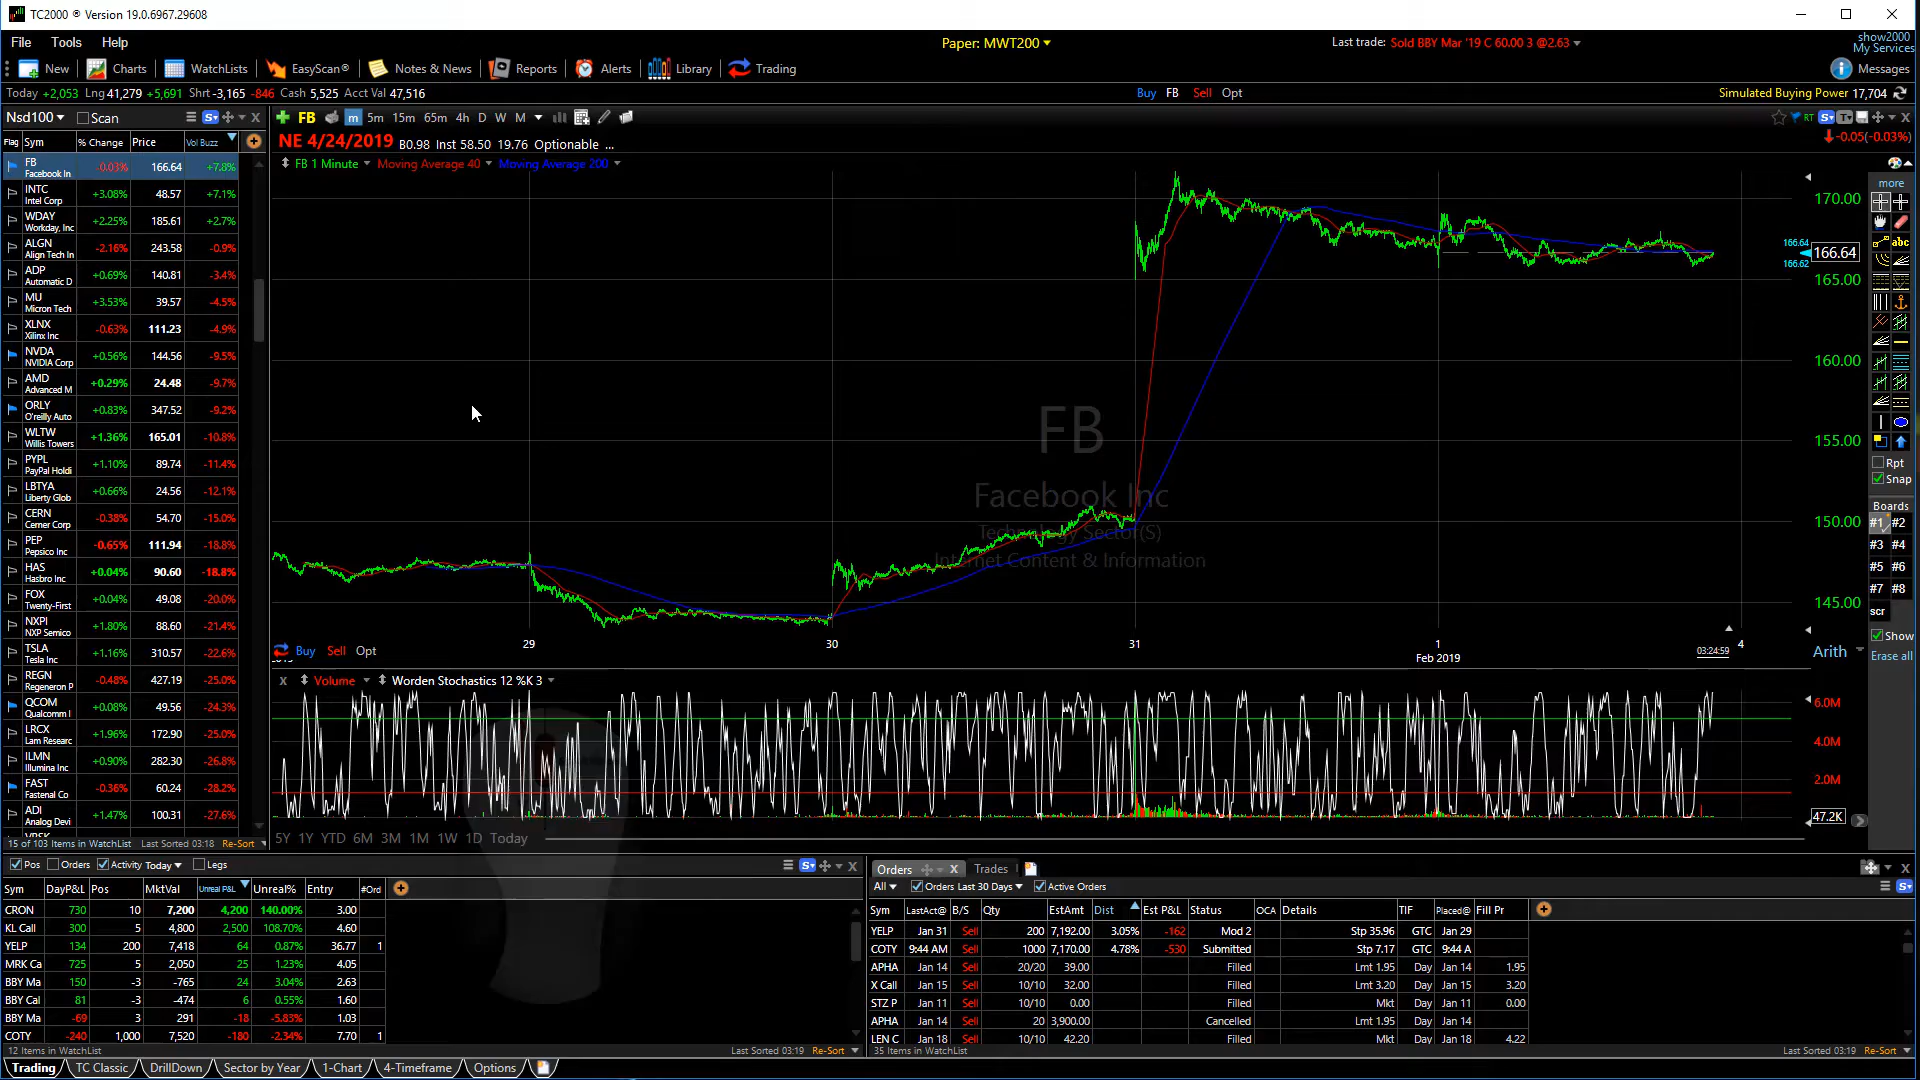 TC2000 ® Version 19.0.6967.29608
File Tools Help
Paper: MWT200
Last trade: Sold BBY Mar '19 C 60.00 3 @2.63
show2000
My Services
New Charts WatchLists EasyScan® Notes & News Reports Alerts Library Trading
Messages
Today +2,053 Lng 41,279 +5,691 Shrt -3,165 -846 Cash 5,525 Acct Val 47,516
Buy FB Sell Opt
Simulated Buying Power 17,704
Nsd100 Scan
Flag Sym % Change Price Vol Buzz
FB Facebook In -0.03% 166.64 +7.8%
INTC Intel Corp +3.08% 48.57 +7.1%
WDAY Workday, Inc +2.25% 185.61 +2.7%
ALGN Align Tech In -2.16% 243.58 -0.9%
ADP Automatic D +0.69% 140.81 -3.4%
MU Micron Tech +3.53% 39.57 -4.5%
XLNX Xilinx Inc -0.63% 111.23 -4.9%
NVDA NVIDIA Corp +0.56% 144.56 -9.5%
AMD Advanced M +0.29% 24.48 -9.7%
ORLY O'reilly Auto +0.83% 347.52 -9.2%
WLTW Willis Towers +1.36% 165.01 -10.8%
PYPL PayPal Holdi +1.10% 89.74 -11.4%
LBTYA Liberty Glob +0.66% 24.56 -12.1%
CERN Cerner Corp -0.38% 54.70 -15.0%
PEP Pepsico Inc -0.65% 111.94 -18.8%
HAS Hasbro Inc +0.04% 90.60 -18.8%
FOX Twenty-First +0.04% 49.08 -20.0%
NXPI NXP Semico +1.80% 88.60 -21.4%
TSLA Tesla Inc +1.16% 310.57 -22.6%
REGN Regeneron P -0.48% 427.19 -25.0%
QCOM Qualcomm I +0.08% 49.56 -24.3%
LRCX Lam Researc +1.96% 172.90 -25.0%
ILMN Illumina Inc +0.90% 282.30 -26.8%
FAST Fastenal Co -0.36% 60.24 -28.2%
ADI Analog Devi +1.47% 100.31 -27.6%
15 of 103 Items in WatchList Last Sorted 03:18 Re-Sort
FB m 5m 15m 65m 4h D W M
RT S T
NE 4/24/2019 B0.98 Inst 58.50 19.76 Optionable ...
-0.05(-0.03%)
FB 1 Minute Moving Average 40 Moving Average 200
170.00
166.64
166.64
166.62
165.00
160.00
155.00
150.00
145.00
FB
Facebook Inc
Technology Sector(S)
Internet Content & Information
29 30 31 1 4
Feb 2019
03:24:59
Buy Sell Opt
Arith
X Volume Worden Stochastics 12 %K 3
6.0M
4.0M
2.0M
47.2K
5Y 1Y YTD 6M 3M 1M 1W 1D Today
more
abc
Rpt
Snap
Boards
#1 #2
#3 #4
#5 #6
#7 #8
scr
Show
Erase all
Pos Orders Activity Today Legs
Sym DayP&L Pos MktVal Unreal P&L Unreal% Entry #Ord
CRON 730 10 7,200 4,200 140.00% 3.00
KL Call 300 5 4,800 2,500 108.70% 4.60
YELP 134 200 7,418 64 0.87% 36.77 1
MRK Ca 725 5 2,050 25 1.23% 4.05
BBY Ma 150 -3 -765 24 3.04% 2.63
BBY Cal 81 -3 -474 6 0.55% 1.60
BBY Ma -69 3 291 -18 -5.83% 1.03
COTY -240 1,000 7,520 -180 -2.34% 7.70 1
12 Items in WatchList Last Sorted 03:19 Re-Sort
Orders X Trades
All Orders Last 30 Days Active Orders
Sym LastAct@ B/S Qty EstAmt Dist Est P&L Status OCA Details TIF Placed@ Fill Pr
YELP Jan 31 Sell 200 7,192.00 3.05% -162 Mod 2 Stp 35.96 GTC Jan 29
COTY 9:44 AM Sell 1000 7,170.00 4.78% -530 Submitted Stp 7.17 GTC 9:44 A
APHA Jan 14 Sell 20/20 39.00 Filled Lmt 1.95 Day Jan 14 1.95
X Call Jan 15 Sell 10/10 32.00 Filled Lmt 3.20 Day Jan 15 3.20
STZ P Jan 11 Sell 10/10 0.00 Filled Mkt Day Jan 11 0.00
APHA Jan 14 Sell 20 3,900.00 Cancelled Lmt 1.95 Day Jan 14
LEN C Jan 18 Sell 10/10 42.20 Filled Mkt Day Jan 18 4.22
35 Items in WatchList Last Sorted 03:19 Re-Sort
Trading TC Classic DrillDown Sector by Year 1-Chart 4-Timeframe Options